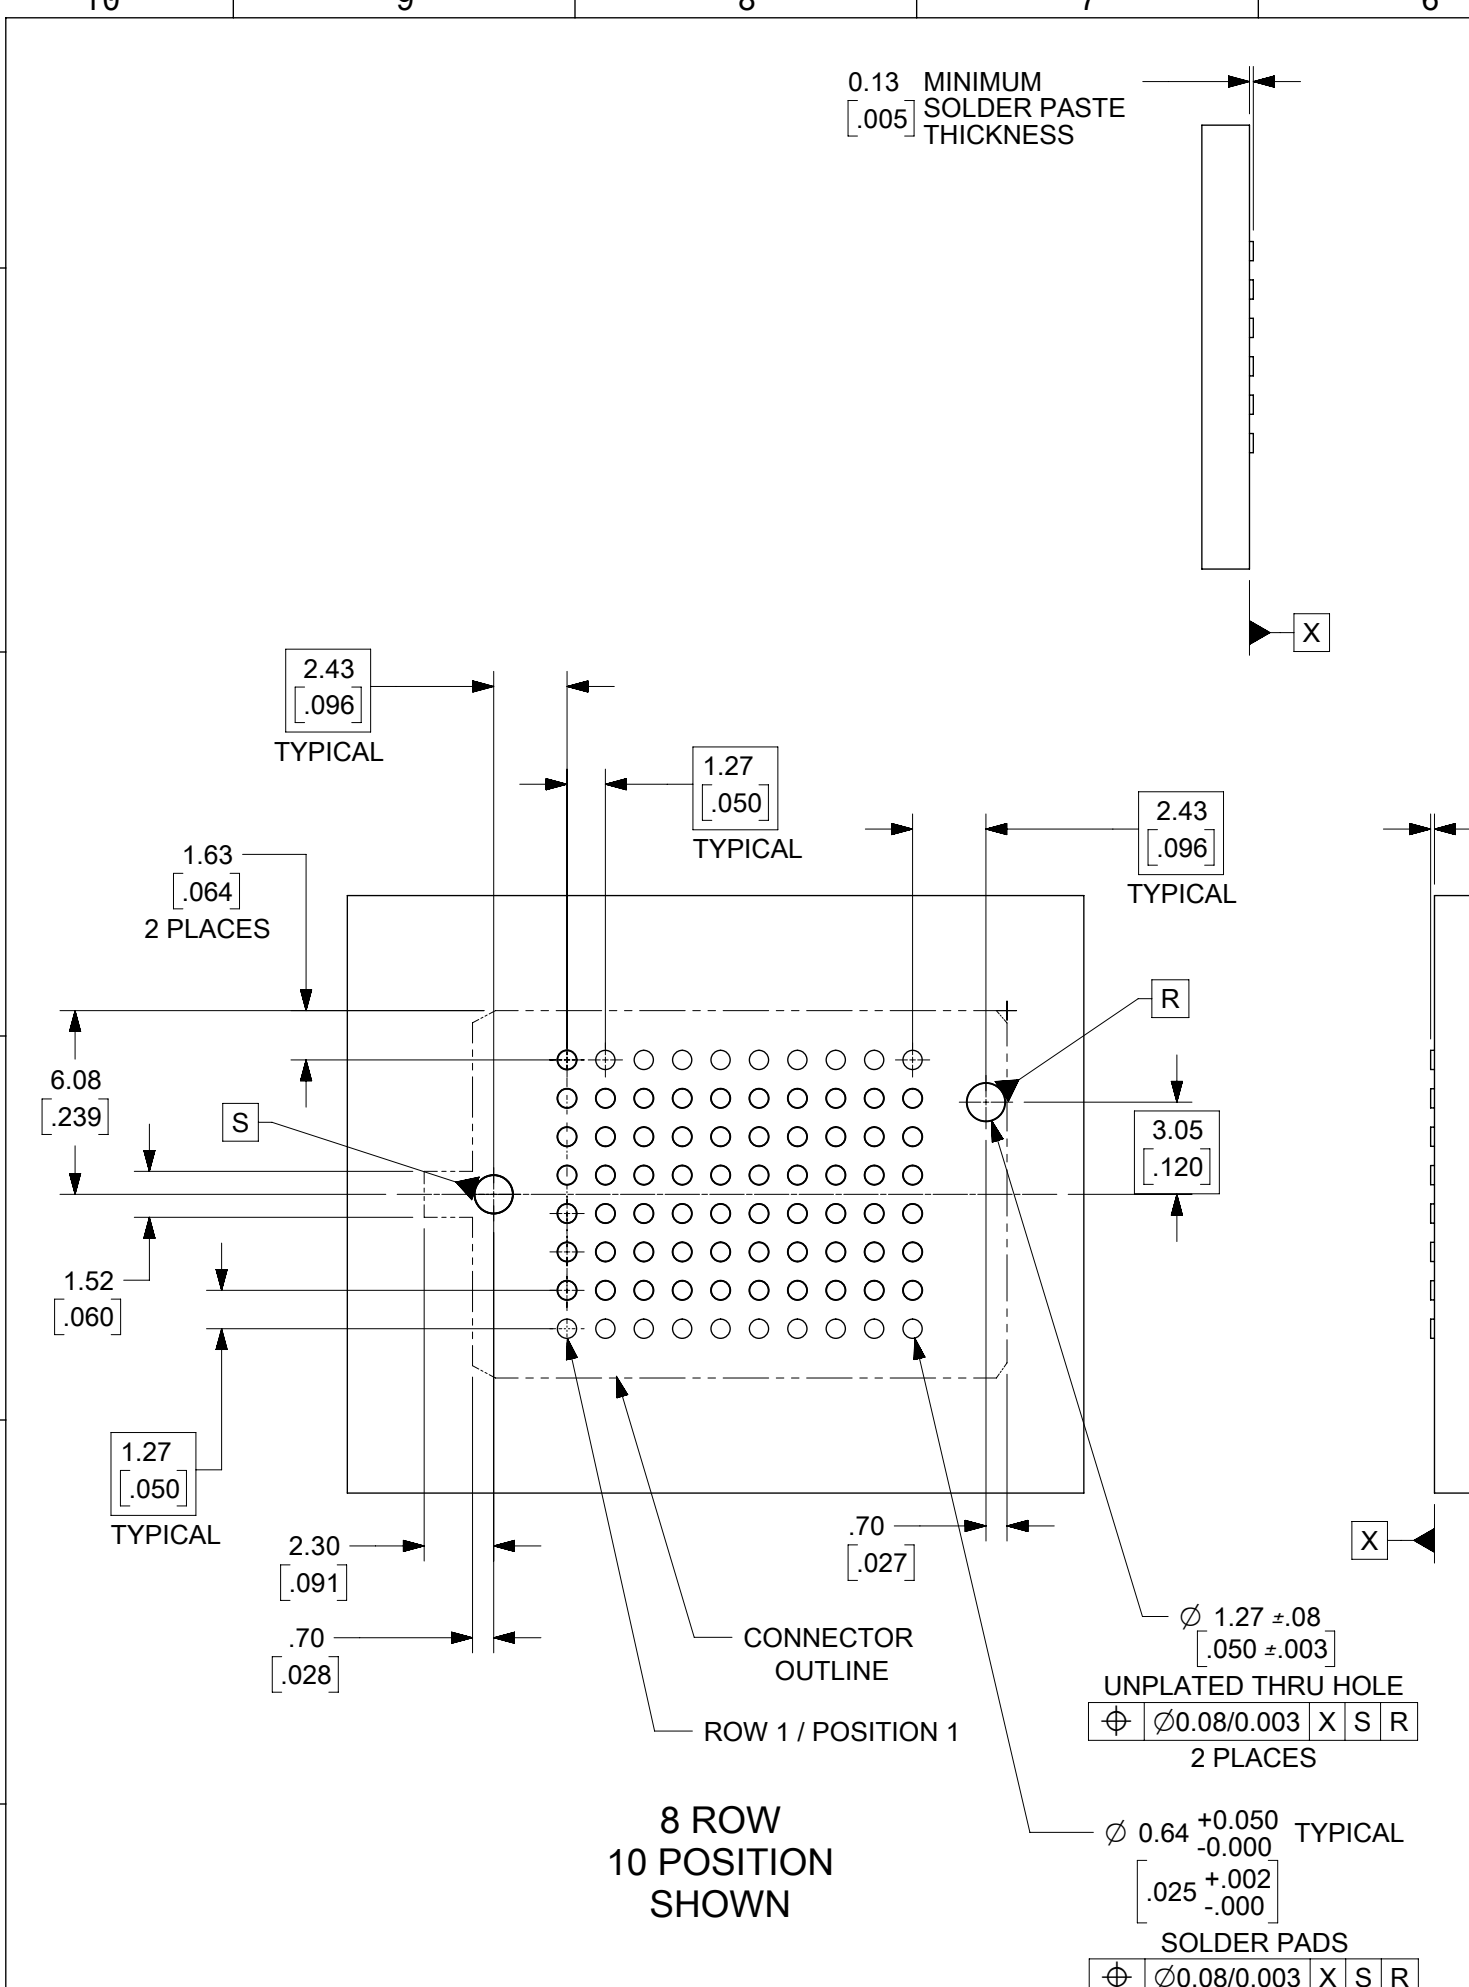 10 9 8 7 6
0.13 MINIMUM
[.005] SOLDER PASTE
THICKNESS
X
2.43
[.096]
TYPICAL
1.27
[.050]
TYPICAL
2.43
[.096]
TYPICAL
1.63
[.064]
2 PLACES
R
6.08
[.239]
S
3.05
[.120]
1.52
[.060]
1.27
[.050]
TYPICAL
2.30
[.091]
.70
[.027]
X
.70
[.028]
CONNECTOR
OUTLINE
ROW 1 / POSITION 1
∅ 1.27 ±.08
[.050 ±.003]
UNPLATED THRU HOLE
⌖ ∅0.08/0.003 X S R
2 PLACES
8 ROW
10 POSITION
SHOWN
∅ 0.64 +0.050 -0.000 TYPICAL
[.025 +.002 -.000]
SOLDER PADS
⌖ ∅0.08/0.003 X S R